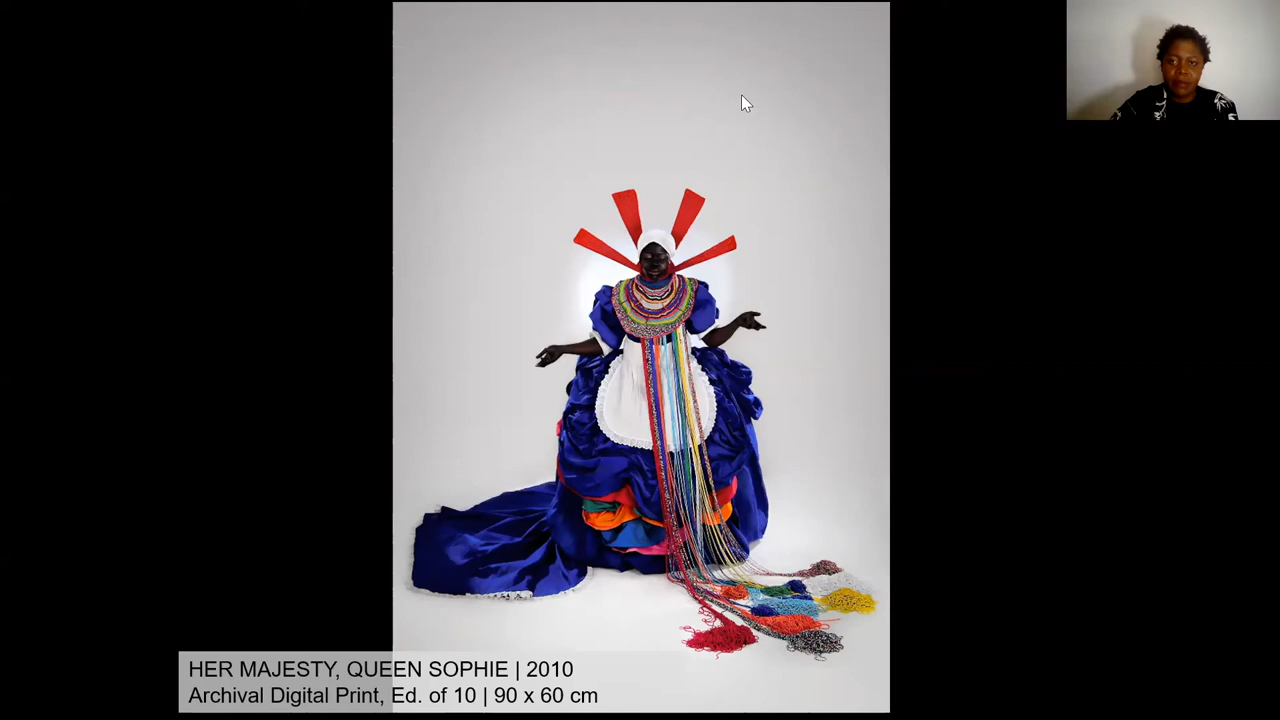 HER MAJESTY, QUEEN SOPHIE | 2010
Archival Digital Print, Ed. of 10 | 90 x 60 cm